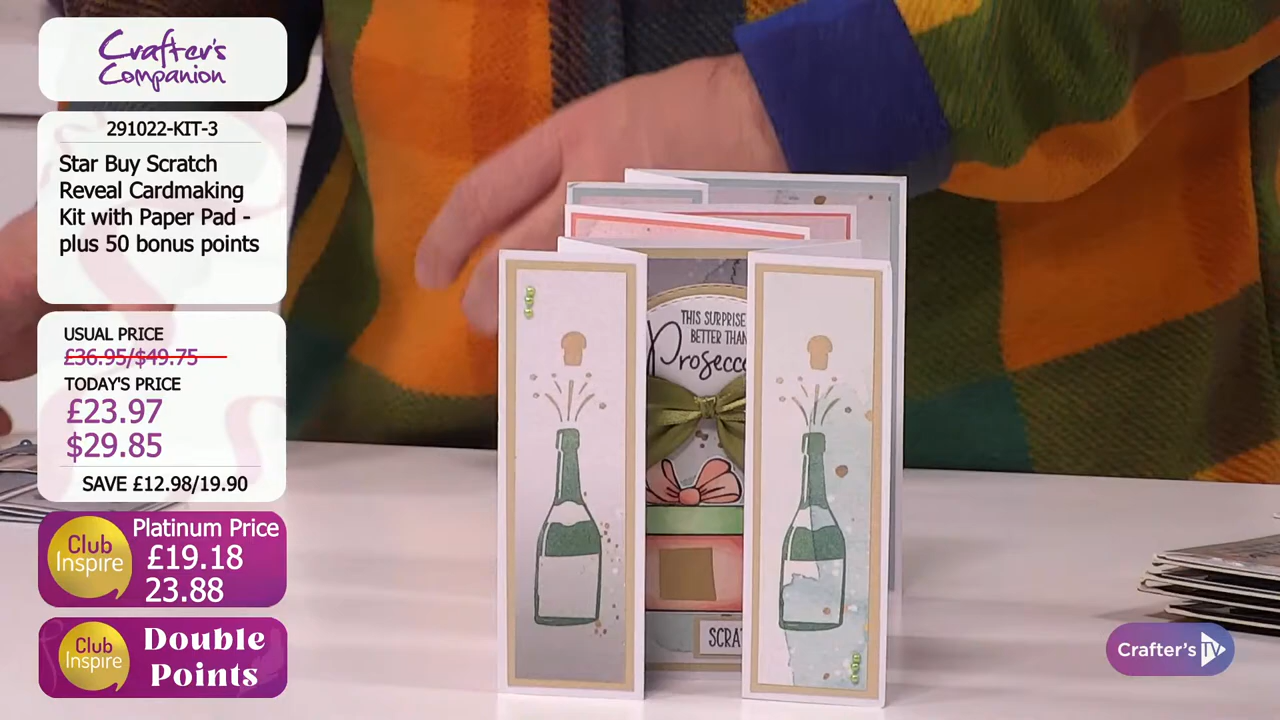 Crafter's
Companion
291022-KIT-3
Star Buy Scratch
Reveal Cardmaking
Kit with Paper Pad -
plus 50 bonus points
USUAL PRICE
£36.95/$49.75
TODAY'S PRICE
£23.97
$29.85
SAVE £12.98/19.90
Club
Inspire
Platinum Price
£19.18
23.88
Club
Inspire
Double
Points
THIS SURPRISE
BETTER THAN
Prosecc
SCRA
Crafter's TV